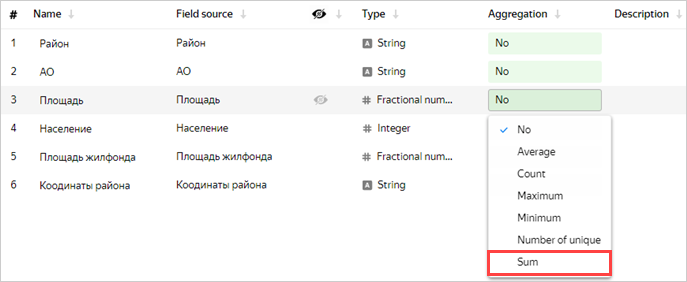 # Name ↓ Field source ↓ ↓ Type ↓ Aggregation ↓ Description ↓
1 Район Район A String No
2 АО АО A String No
3 Площадь Площадь # Fractional num... No
4 Население Население # Integer
5 Площадь жилфонда Площадь жилфонда # Fractional num...
6 Коодинаты района Коодинаты района A String
No
Average
Count
Maximum
Minimum
Number of unique
Sum